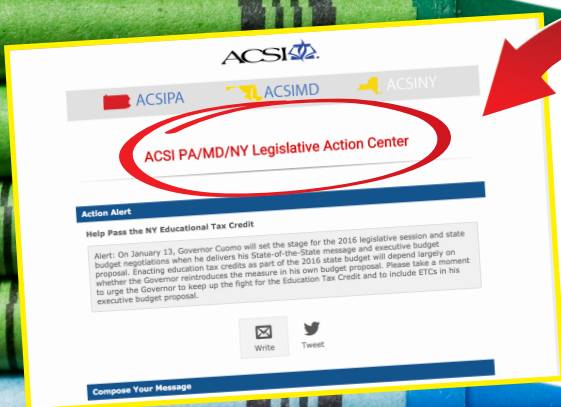 ACSI
ACSIPA ACSIMD ACSINY
ACSI PA/MD/NY Legislative Action Center
Action Alert
Help Pass the NY Educational Tax Credit
Alert: On January 13, Governor Cuomo will set the stage for the 2016 legislative session and state
budget negotiations when he delivers his State-of-the-State message and executive budget
proposal. Enacting education tax credits as part of the 2016 state budget will depend largely on
whether the Governor reintroduces the measure in his own budget proposal. Please take a moment
to urge the Governor to keep up the fight for the Education Tax Credit and to include ETCs in his
executive budget proposal.
Write Tweet
Compose Your Message